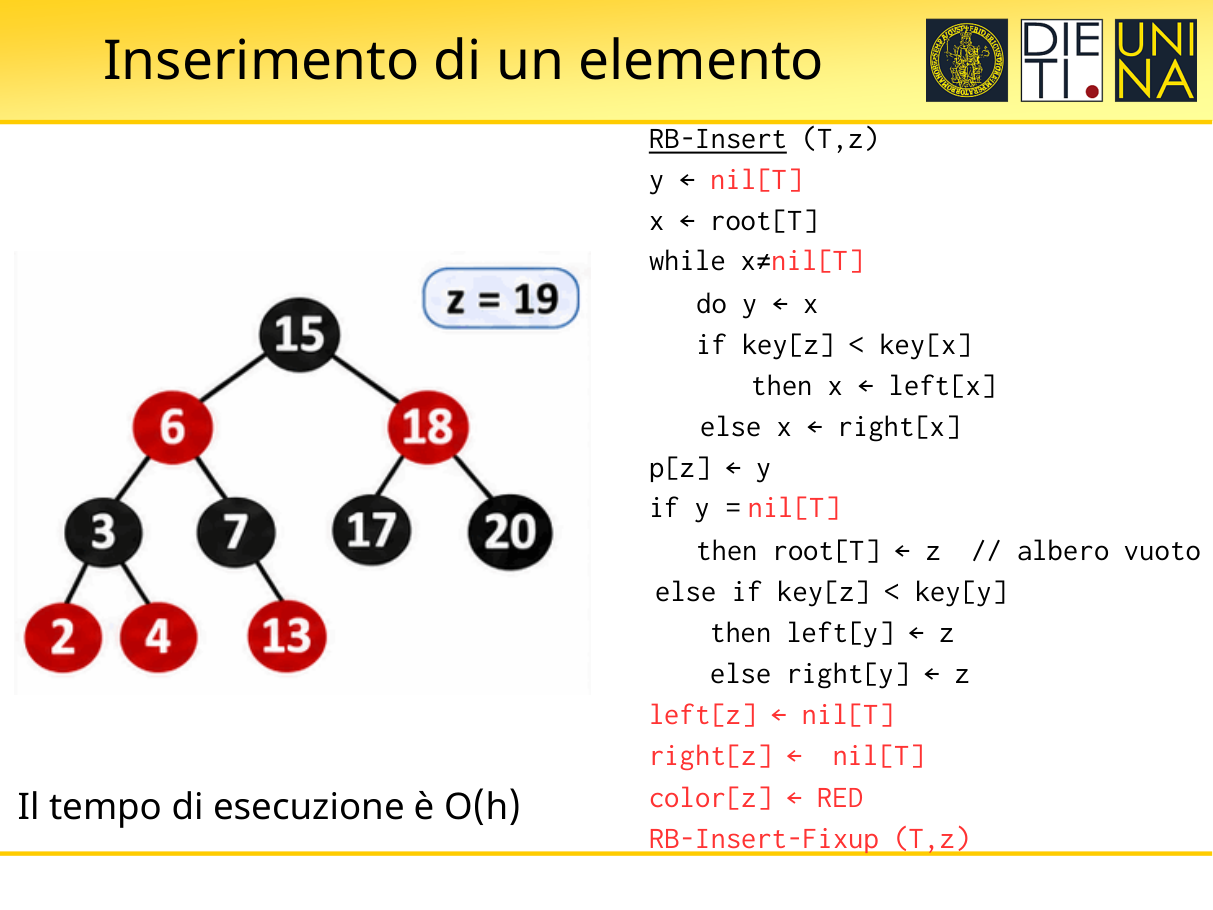 Inserimento di un elemento
DIE
TI.
UNI
NA
RB-Insert (T,z)
y ← nil[T]
x ← root[T]
while x≠nil[T]
do y ← x
if key[z] < key[x]
then x ← left[x]
else x ← right[x]
p[z] ← y
if y = nil[T]
then root[T] ← z // albero vuoto
else if key[z] < key[y]
then left[y] ← z
else right[y] ← z
left[z] ← nil[T]
right[z] ← nil[T]
color[z] ← RED
RB-Insert-Fixup (T,z)
z = 19
15
6 18
3 7 17 20
2 4 13
Il tempo di esecuzione è O(h)